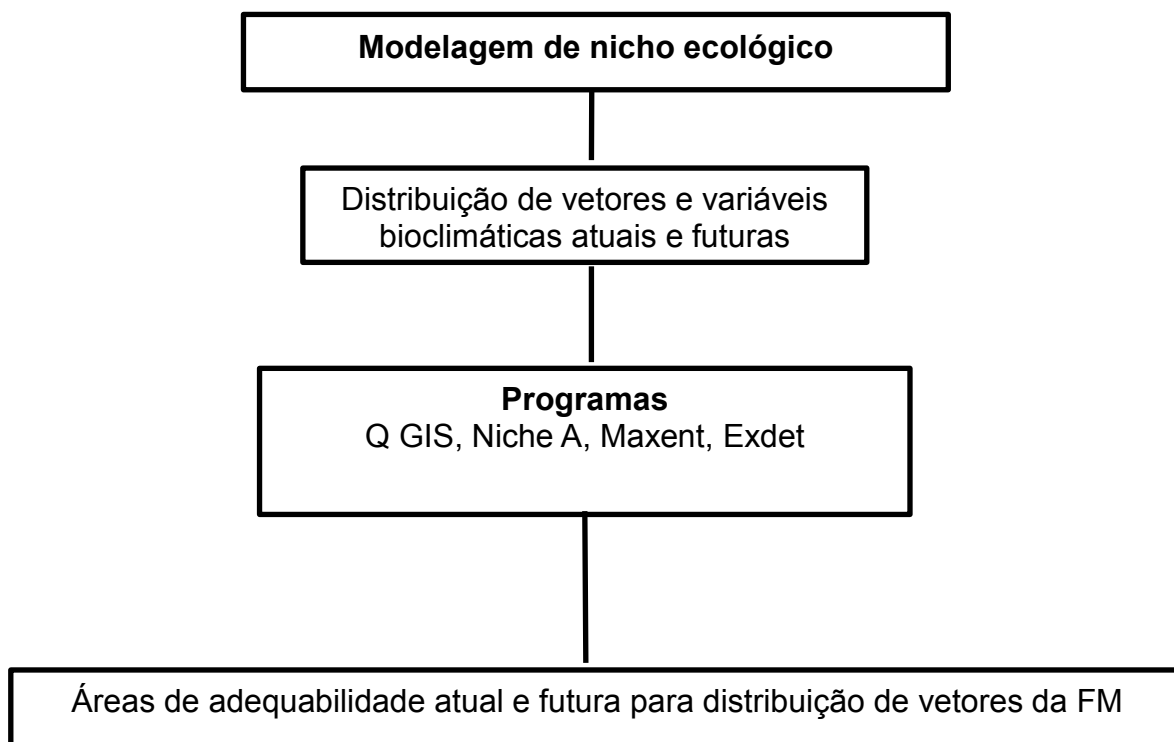 Modelagem de nicho ecológico
Distribuição de vetores e variáveis
bioclimáticas atuais e futuras
Programas
Q GIS, Niche A, Maxent, Exdet
Áreas de adequabilidade atual e futura para distribuição de vetores da FM